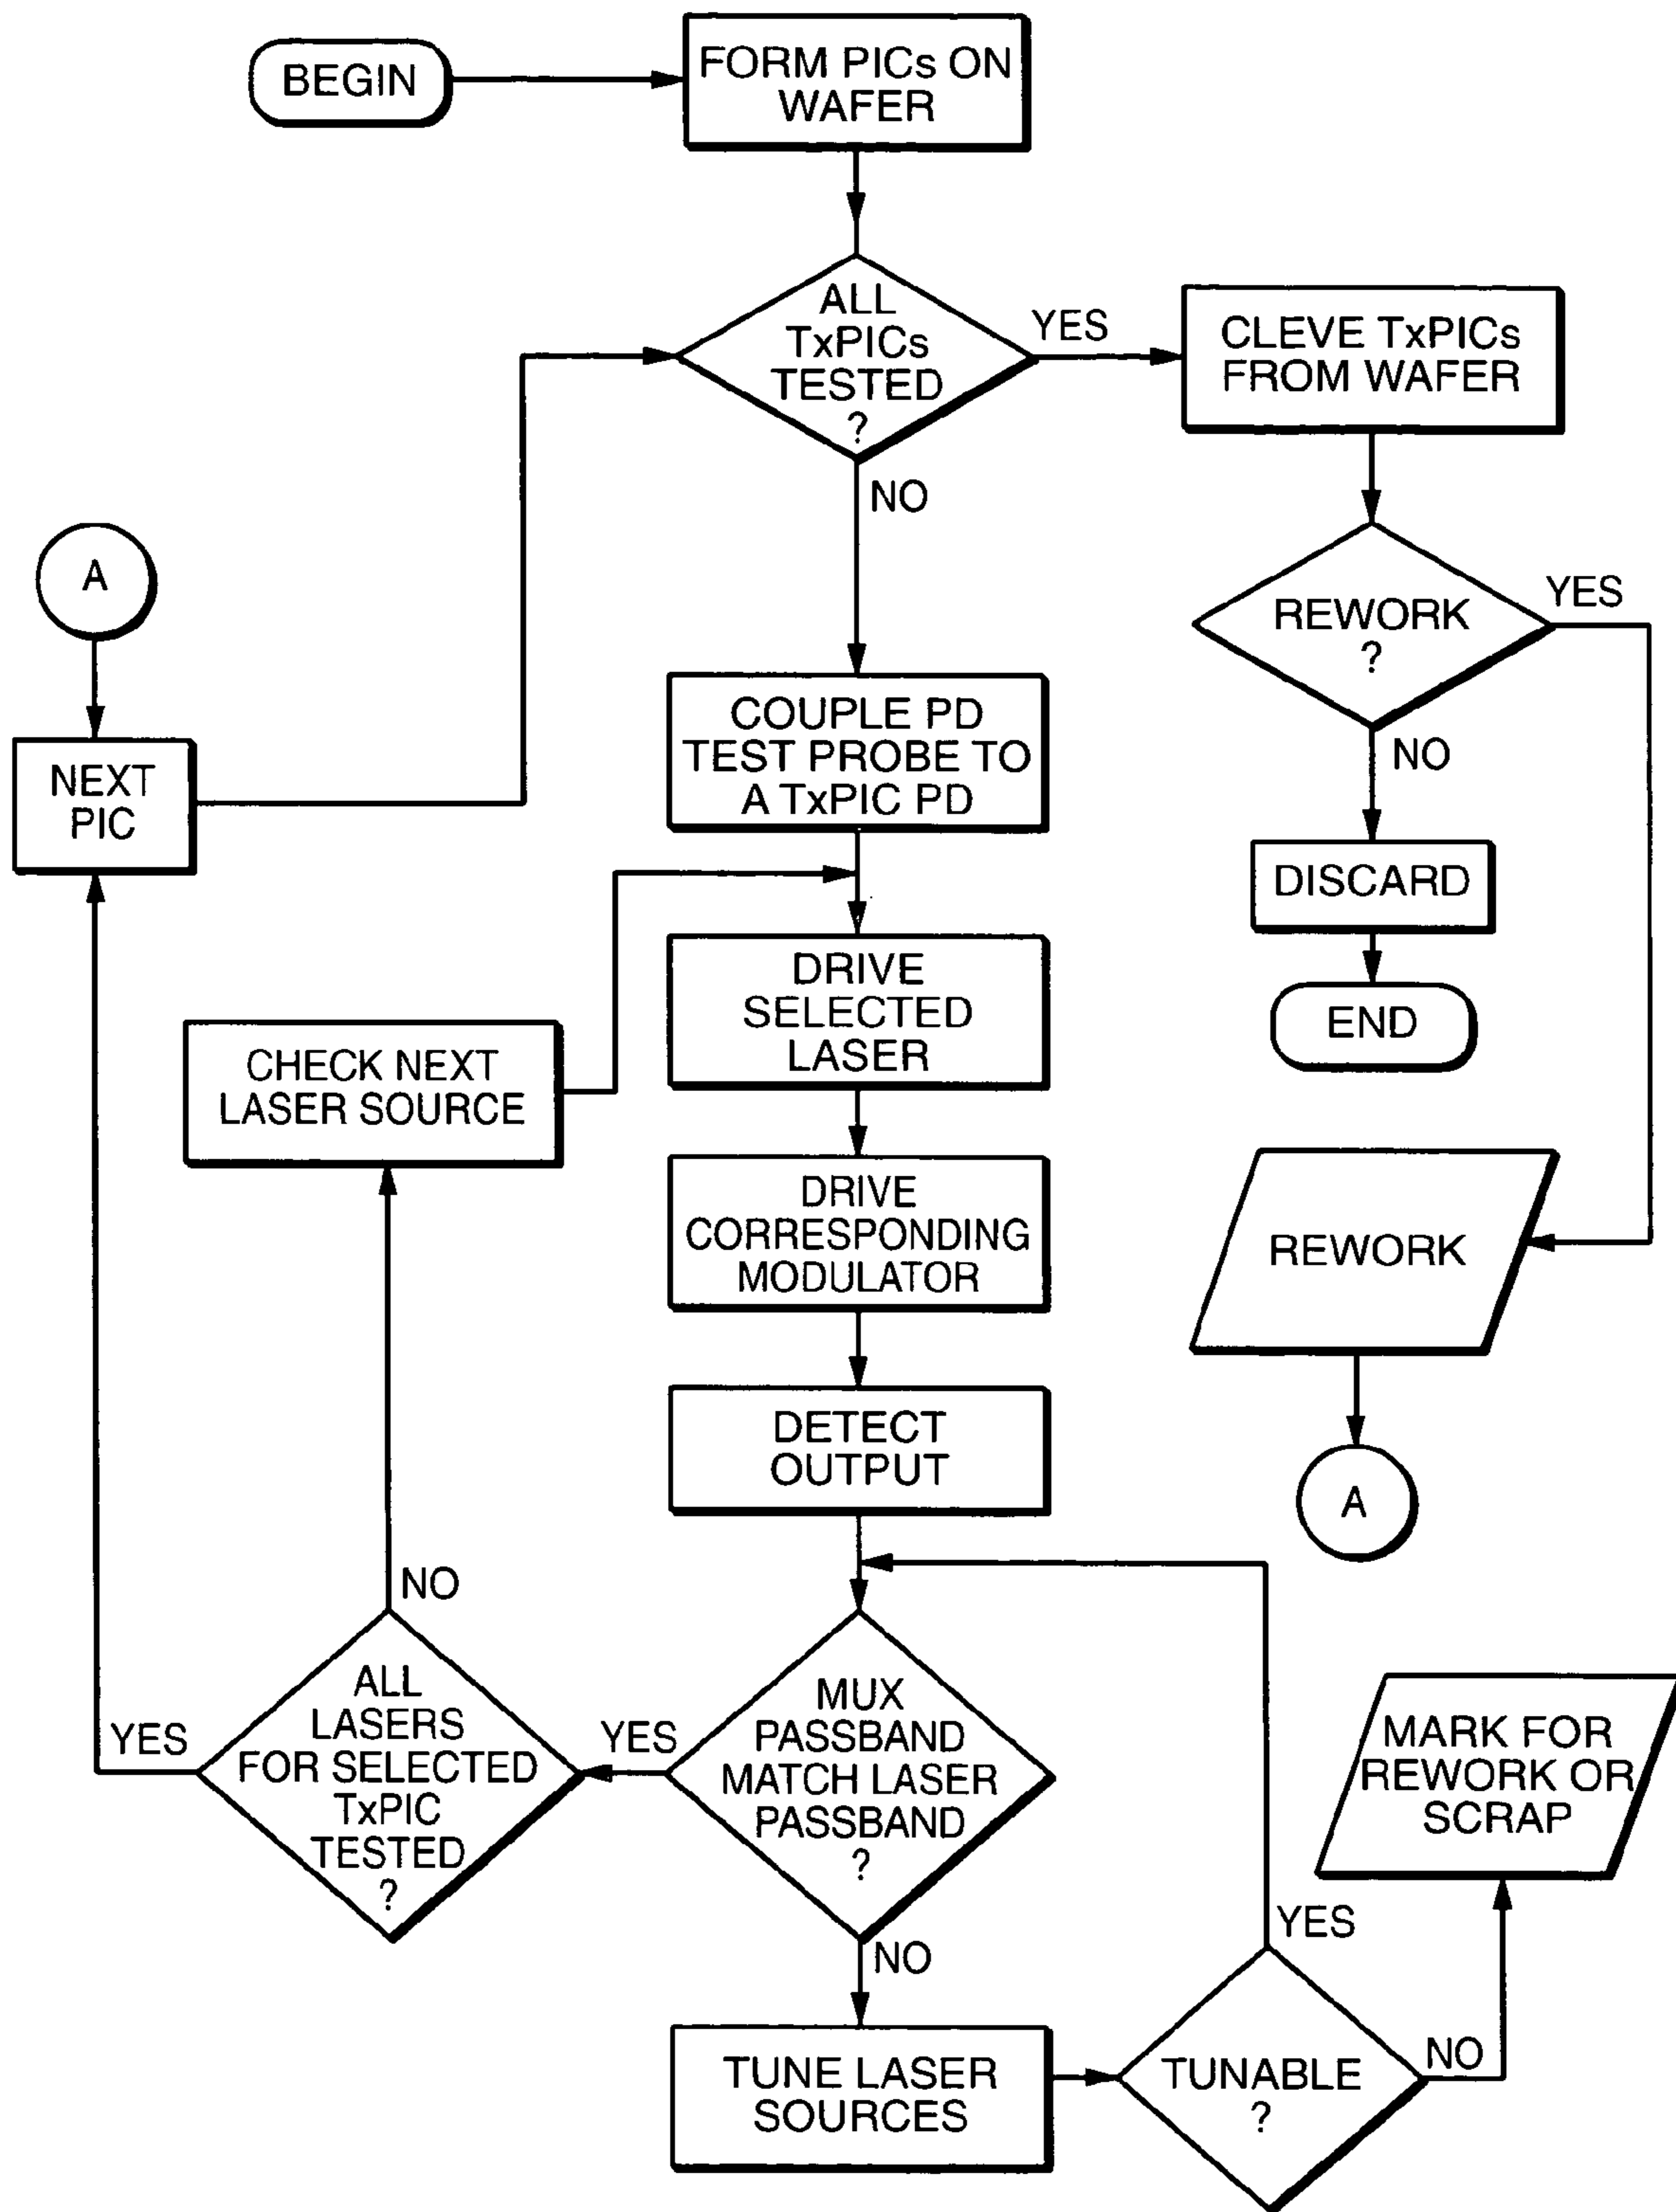 BEGIN
FORM PICs ON
WAFER
ALL
TxPICs
TESTED
?
YES
CLEVE TxPICs
FROM WAFER
NO
A
REWORK
?
YES
NO
NEXT
PIC
COUPLE PD
TEST PROBE TO
A TxPIC PD
DISCARD
END
DRIVE
SELECTED
LASER
CHECK NEXT
LASER SOURCE
DRIVE
CORRESPONDING
MODULATOR
REWORK
DETECT
OUTPUT
A
NO
ALL
LASERS
FOR SELECTED
TxPIC
TESTED
?
YES
YES
MUX
PASSBAND
MATCH LASER
PASSBAND
?
MARK FOR
REWORK OR
SCRAP
NO
YES
TUNE LASER
SOURCES
TUNABLE
?
NO